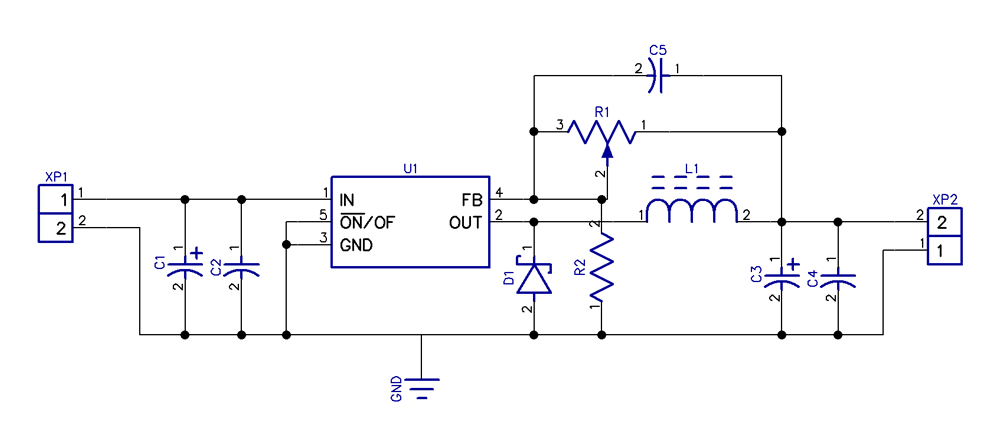 C5
2 1
R1
3 1
2
XP1
1 1
2 2
U1
1 IN FB 4
5 ON/OF OUT 2
3 GND
L1
1 2
XP2
2 2
1 1
C1 1 + 2
C2 1 2
D1 1 2
R2 2 1
C3 1 + 2
C4 1 2
GND